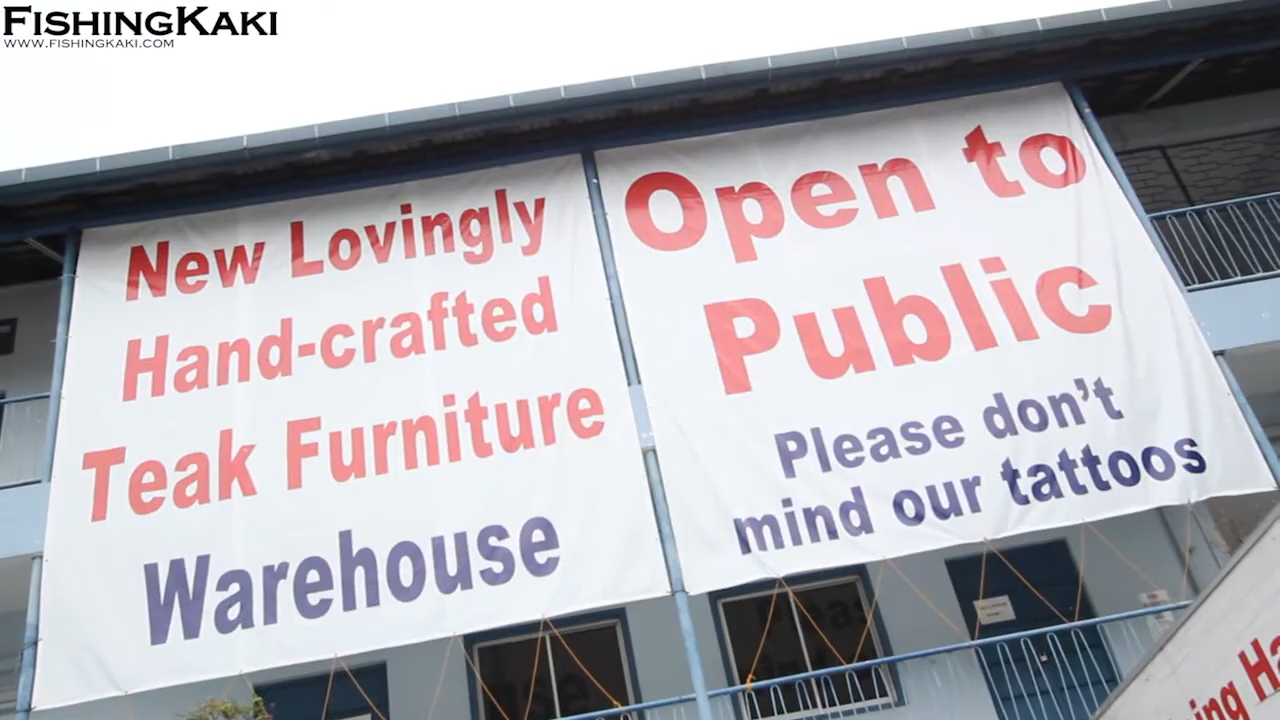 FISHINGKAKI
WWW.FISHINGKAKI.COM
New Lovingly
Hand-crafted
Teak Furniture
Warehouse
Open to
Public
Please don't
mind our tattoos